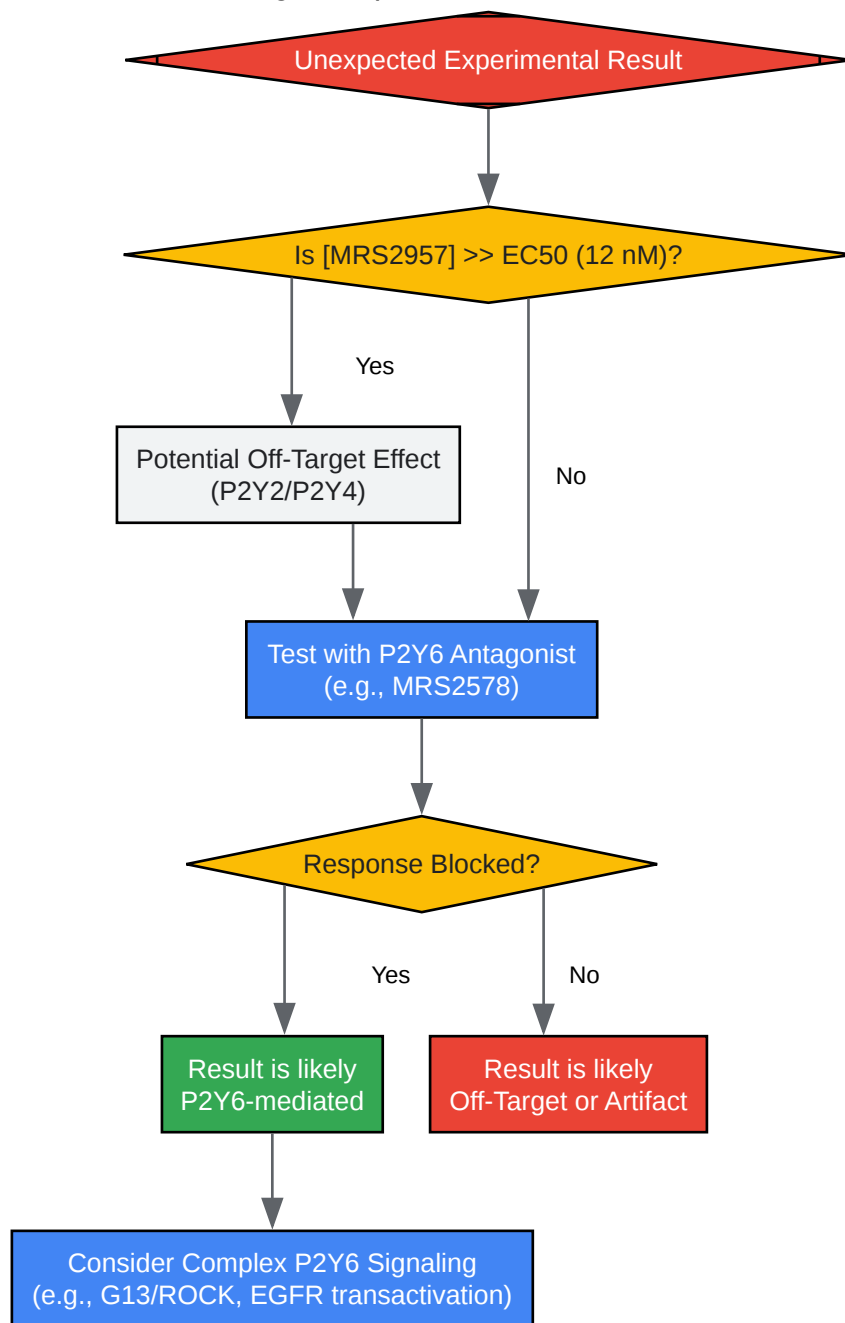 Unexpected Experimental Result
Is [MRS2957] >> EC50 (12 nM)?
Yes
Potential Off-Target Effect
(P2Y2/P2Y4)
No
Test with P2Y6 Antagonist
(e.g., MRS2578)
Response Blocked?
Yes
No
Result is likely
P2Y6-mediated
Result is likely
Off-Target or Artifact
Consider Complex P2Y6 Signaling
(e.g., G13/ROCK, EGFR transactivation)